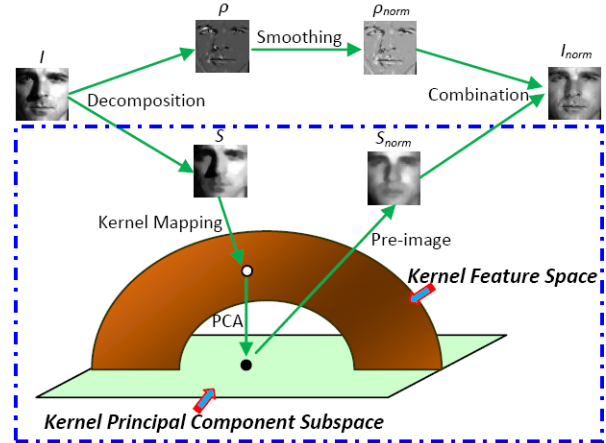 ρ
ρnorm
Smoothing
I
Inorm
Decomposition
Combination
S
Snorm
Kernel Mapping
Pre-image
Kernel Feature Space
PCA
Kernel Principal Component Subspace